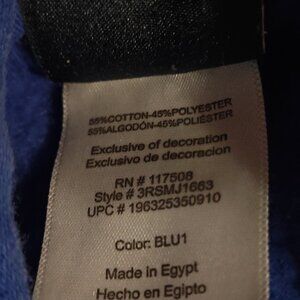 55%COTTON-45%POLYESTER
55%ALGODÓN-45%POLIÉSTER
Exclusive of decoration
Exclusivo de decoracion
RN # 117508
Style # 3RSMJ1663
UPC # 196325350910
Color: BLU1
Made in Egypt
Hecho en Egipto